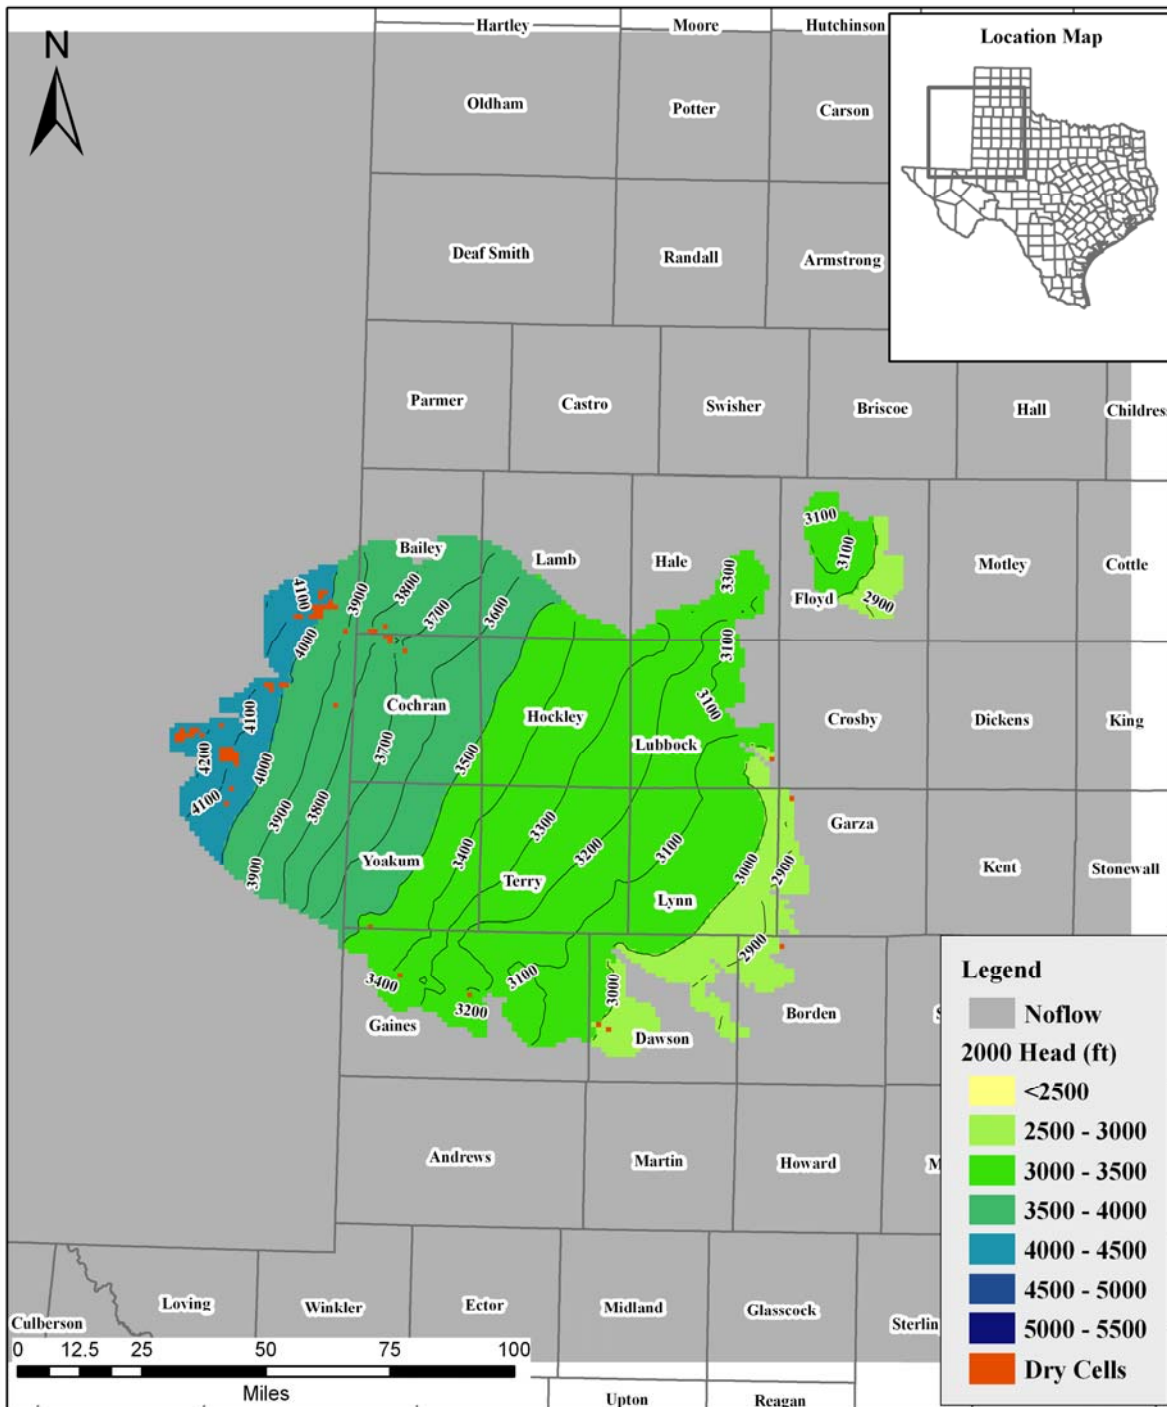 Hartley
Moore
Hutchinson
N
Location Map
Oldham
Potter
Carson
Deaf Smith
Randall
Armstrong
Parmer
Castro
Swisher
Briscoe
Hall
Childress
3100
3100
2900
Bailey
Lamb
Hale
3300
Floyd
Motley
Cottle
4100
3900
3800
3700
3600
4000
3100
3100
4100
Cochran
Hockley
Lubbock
Crosby
Dickens
King
4200
4000
3700
3500
4100
3900
3800
3900
Yoakum
3400
3300
3200
3100
3000
2900
Terry
Lynn
Garza
Kent
Stonewall
3400
3200
3100
3000
2900
Gaines
Dawson
Borden
S
Andrews
Martin
Howard
M
Culberson
Loving
Winkler
Ector
Midland
Glasscock
Sterlin
Upton
Reagan
Legend
Noflow
2000 Head (ft)
<2500
2500 - 3000
3000 - 3500
3500 - 4000
4000 - 4500
4500 - 5000
5000 - 5500
Dry Cells
0 12.5 25 50 75 100
Miles